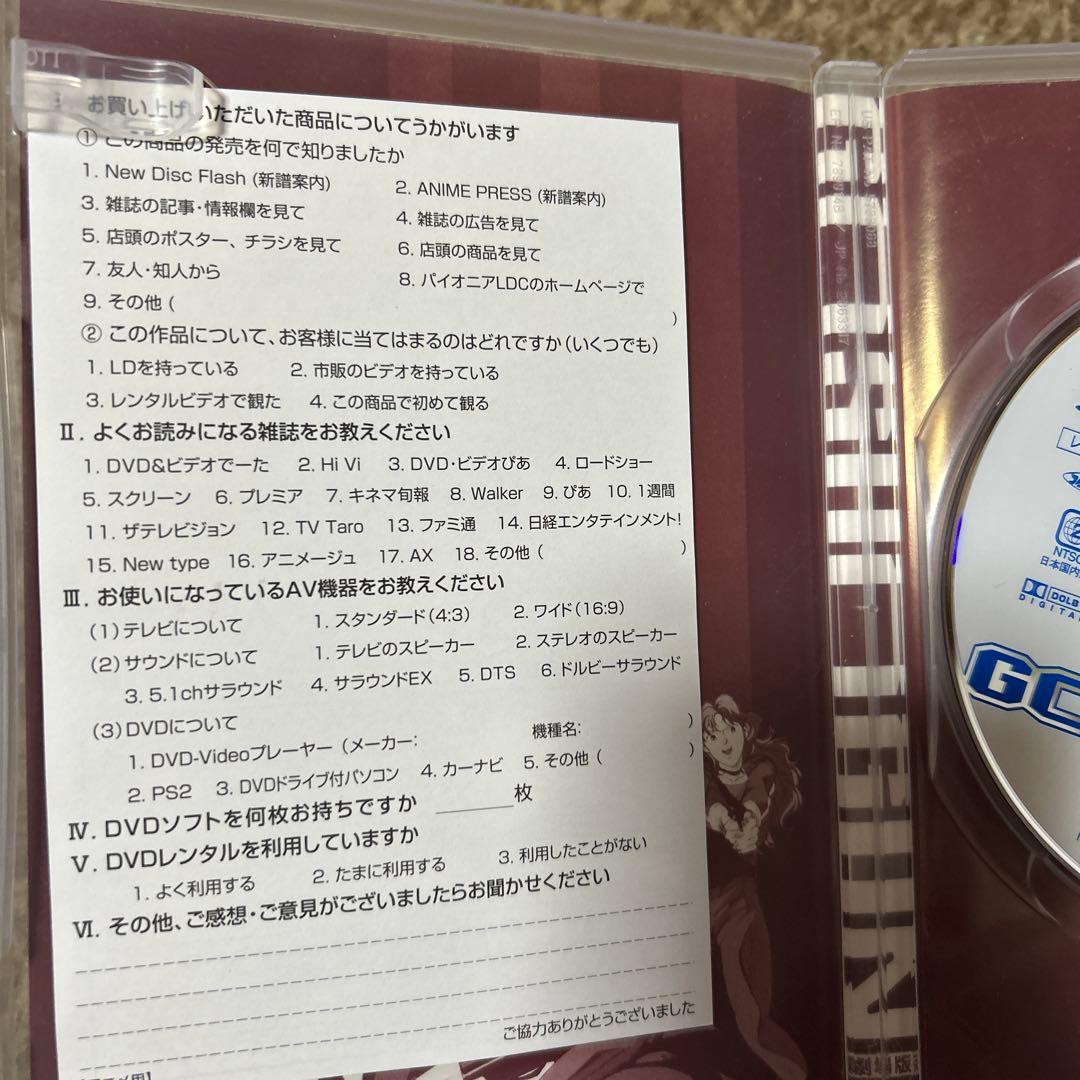 お買い上げいただいた商品についてうかがいます
① この商品の発売を何で知りましたか
1. New Disc Flash (新譜案内) 2. ANIME PRESS (新譜案内)
3. 雑誌の記事・情報欄を見て 4. 雑誌の広告を見て
5. 店頭のポスター、チラシを見て 6. 店頭の商品を見て
7. 友人・知人から 8. パイオニアLDCのホームページで
9. その他 ( )
② この作品について、お客様に当てはまるのはどれですか(いくつでも)
1. LDを持っている 2. 市販のビデオを持っている
3. レンタルビデオで観た 4. この商品で初めて観る
Ⅱ. よくお読みになる雑誌をお教えください
1. DVD&ビデオでーた 2. Hi Vi 3. DVD・ビデオぴあ 4. ロードショー
5. スクリーン 6. プレミア 7. キネマ旬報 8. Walker 9. ぴあ 10. 1週間
11. ザテレビジョン 12. TV Taro 13. ファミ通 14. 日経エンタテインメント!
15. New type 16. アニメージュ 17. AX 18. その他 ( )
Ⅲ. お使いになっているAV機器をお教えください
(1)テレビについて 1. スタンダード(4:3) 2. ワイド(16:9)
(2)サウンドについて 1. テレビのスピーカー 2. ステレオのスピーカー
3. 5.1chサラウンド 4. サラウンドEX 5. DTS 6. ドルビーサラウンド
(3)DVDについて
1. DVD-Videoプレーヤー (メーカー: 機種名: )
2. PS2 3. DVDドライブ付パソコン 4. カーナビ 5. その他 ( )
Ⅳ. DVDソフトを何枚お持ちですか ______枚
Ⅴ. DVDレンタルを利用していますか
1. よく利用する 2. たまに利用する 3. 利用したことがない
Ⅵ. その他、ご感想・ご意見がございましたらお聞かせください
ご協力ありがとうございました
NTSC
日本国内
DOLB
DIGITA
GO
劇場版